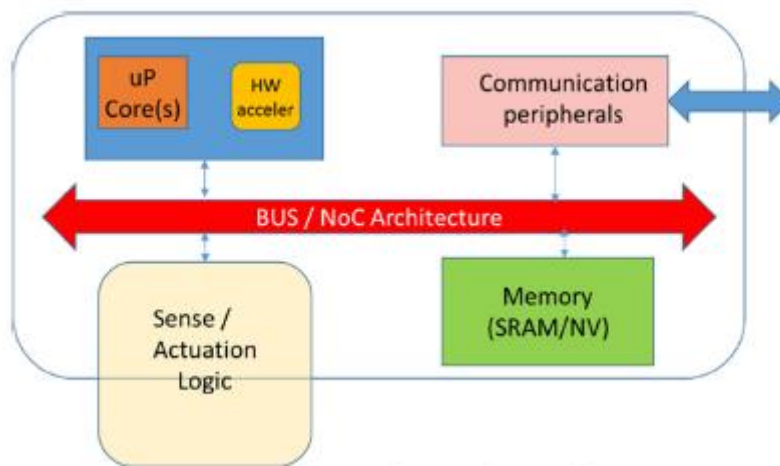 uP
Core(s)
HW
acceler
Communication
peripherals
BUS / NoC Architecture
Sense /
Actuation
Logic
Memory
(SRAM/NV)